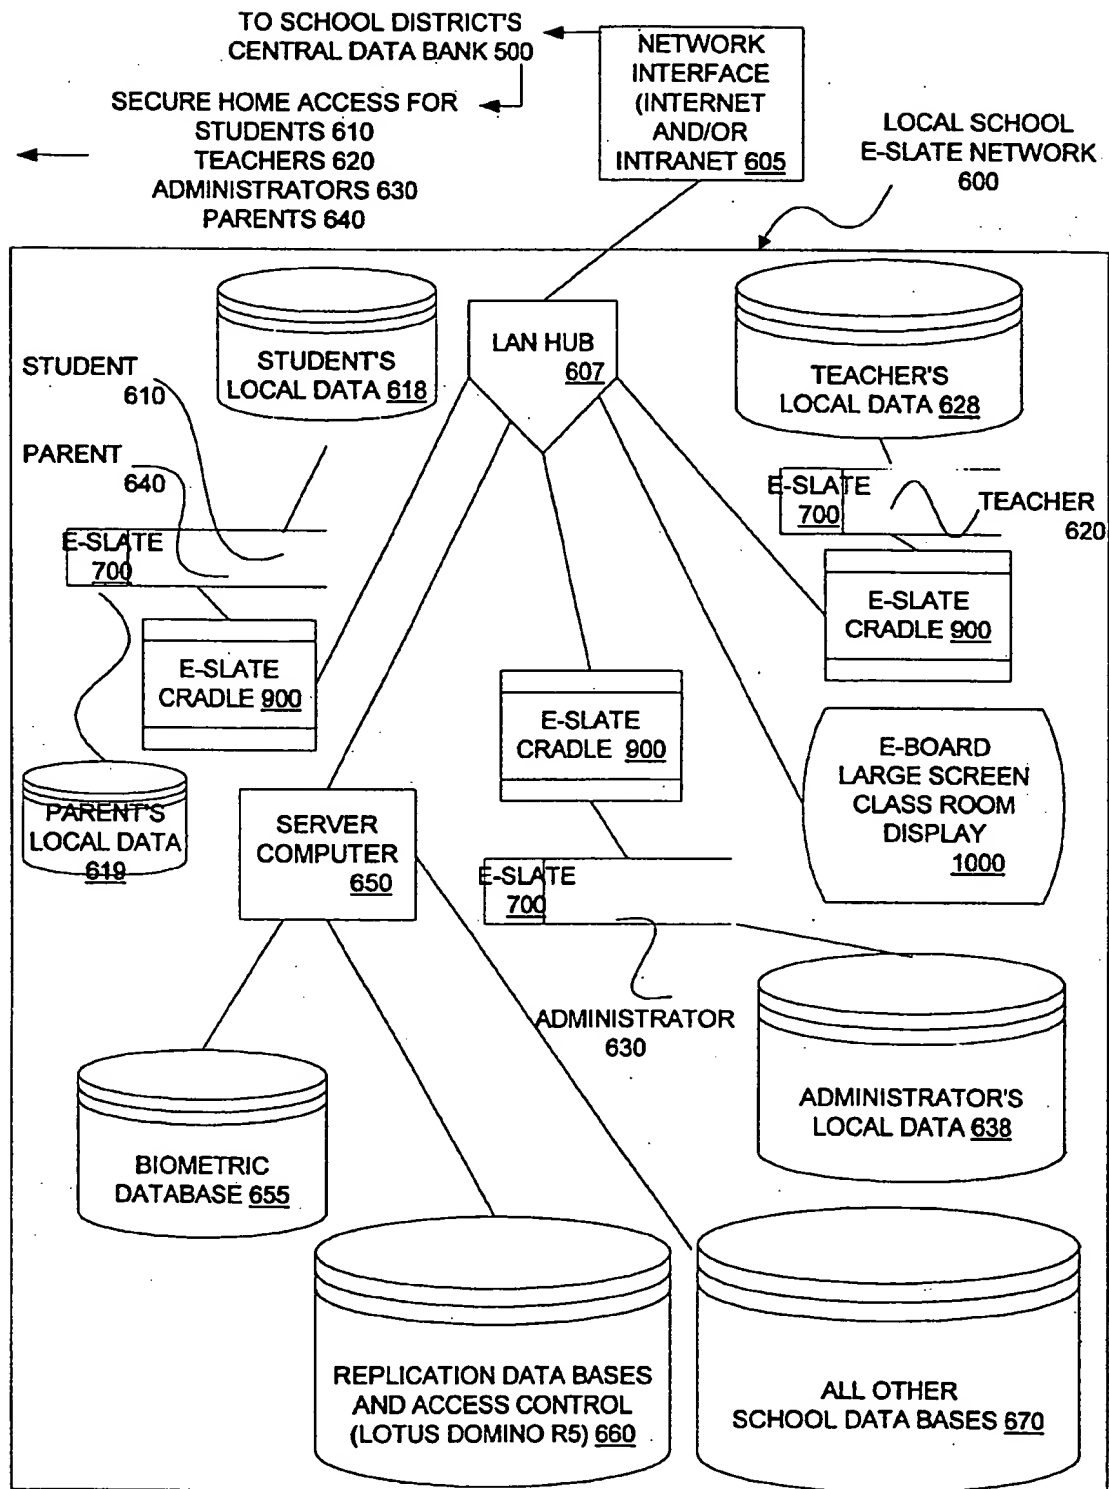 TO SCHOOL DISTRICT'S
CENTRAL DATA BANK 500
NETWORK
INTERFACE
(INTERNET
AND/OR
INTRANET 605
SECURE HOME ACCESS FOR
STUDENTS 610
TEACHERS 620
ADMINISTRATORS 630
PARENTS 640
LOCAL SCHOOL
E-SLATE NETWORK
600
STUDENT'S
LOCAL DATA 618
LAN HUB
607
TEACHER'S
LOCAL DATA 628
STUDENT
610
PARENT
640
E-SLATE
700
TEACHER
620
E-SLATE
700
E-SLATE
CRADLE 900
E-SLATE
CRADLE 900
E-SLATE
CRADLE 900
E-BOARD
LARGE SCREEN
CLASS ROOM
DISPLAY
1000
PARENT'S
LOCAL DATA
619
SERVER
COMPUTER
650
E-SLATE
700
ADMINISTRATOR
630
ADMINISTRATOR'S
LOCAL DATA 638
BIOMETRIC
DATABASE 655
REPLICATION DATA BASES
AND ACCESS CONTROL
(LOTUS DOMINO R5) 660
ALL OTHER
SCHOOL DATA BASES 670